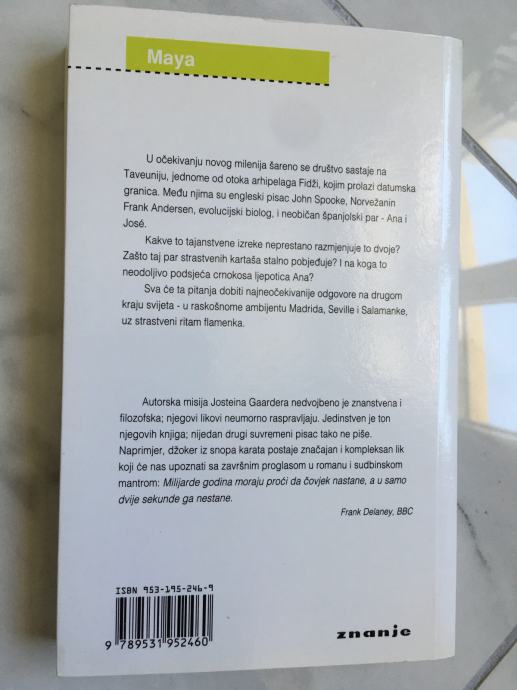 Maya
U očekivanju novog milenija šareno se društvo sastaje na
Taveuniju, jednome od otoka arhipelaga Fidži, kojim prolazi datumska
granica. Među njima su engleski pisac John Spooke, Norvežanin
Frank Andersen, evolucijski biolog, i neobičan španjolski par - Ana i
José.
Kakve to tajanstvene izreke neprestano razmjenjuje to dvoje?
Zašto taj par strastvenih kartaša stalno pobjeđuje? I na koga to
neodoljivo podsjeća crnokosa ljepotica Ana?
Sva će ta pitanja dobiti najneočekivanije odgovore na drugom
kraju svijeta - u raskošnome ambijentu Madrida, Seville i Salamanke,
uz strastveni ritam flamenka.
Autorska misija Josteina Gaardera nedvojbeno je znanstvena i
filozofska; njegovi likovi neumorno raspravljaju. Jedinstven je ton
njegovih knjiga; nijedan drugi suvremeni pisac tako ne piše.
Naprimjer, džoker iz snopa karata postaje značajan i kompleksan lik
koji će nas upoznati sa završnim proglasom u romanu i sudbinskom
mantrom: Milijarde godina moraju proći da čovjek nastane, a u samo
dvije sekunde ga nestane.
Frank Delaney, BBC
ISBN 953-195-246-9
9 789531 952460
znanje